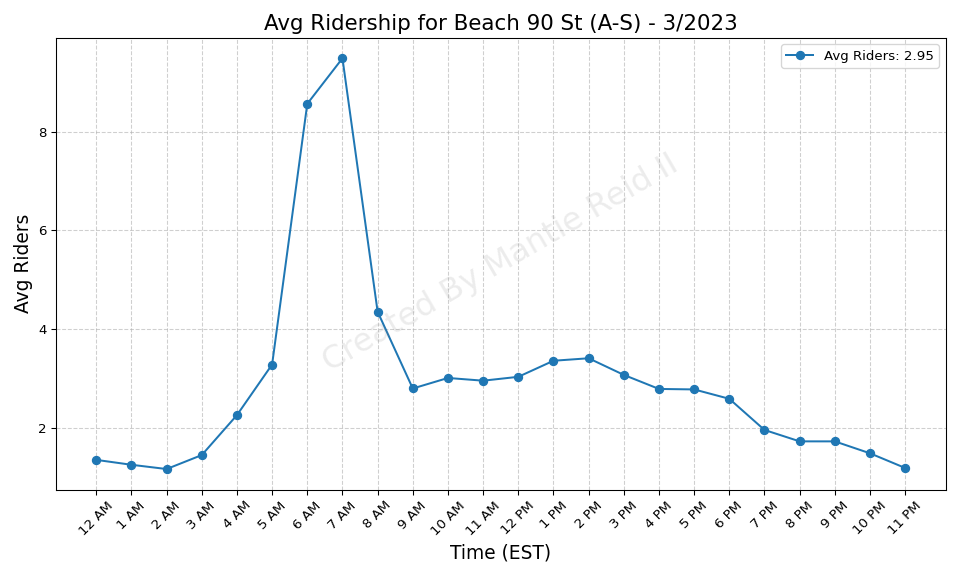 Avg Ridership for Beach 90 St (A-S) - 3/2023
Avg Riders: 2.95
Created By Mantie Reid II
Avg Riders
8
6
4
2
12 AM
1 AM
2 AM
3 AM
4 AM
5 AM
6 AM
7 AM
8 AM
9 AM
10 AM
11 AM
12 PM
1 PM
2 PM
3 PM
4 PM
5 PM
6 PM
7 PM
8 PM
9 PM
10 PM
11 PM
Time (EST)